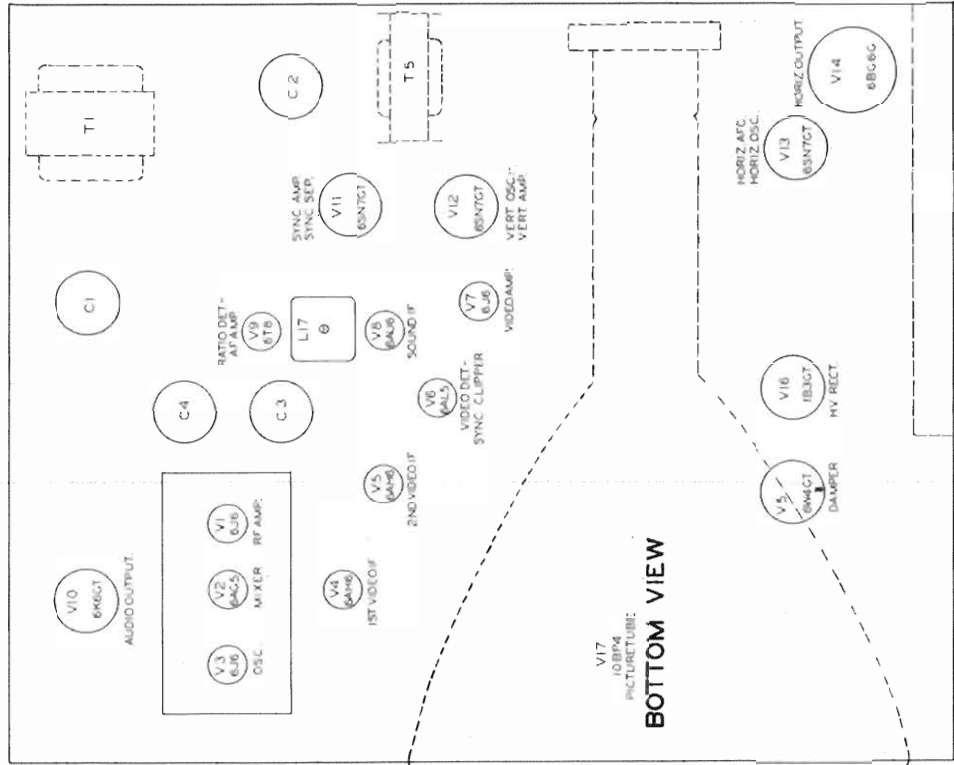 T1
C2
T5
HORIZ OUTPUT
V14
6BG6G
HORIZ AFC.
HORIZ. OSC.
V13
6SN7GT
SYNC AMP.
SYNC SEP.
V11
6SN7GT
V12
6SN7GT
VERT OSC.-
VERT AMP.
C1
RATIO DET-
AF AMP.
V9
6T8
L17
V8
6AU6
SOUND IF
V7
6J6
VIDEO AMP.
C4
C3
V6
6AL5
VIDEO DET-
SYNC CLIPPER
V16
1B3GT
HV RECT.
V5
6AH6
2ND VIDEO IF
V5
6W4GT
DAMPER
V10
6K6GT
AUDIO OUTPUT.
V1
6J6
RF AMP.
V2
6AG5
MIXER
V3
6J6
OSC.
V4
6AH6
1ST VIDEO IF
V17
10BP4
PICTURE TUBE
BOTTOM VIEW